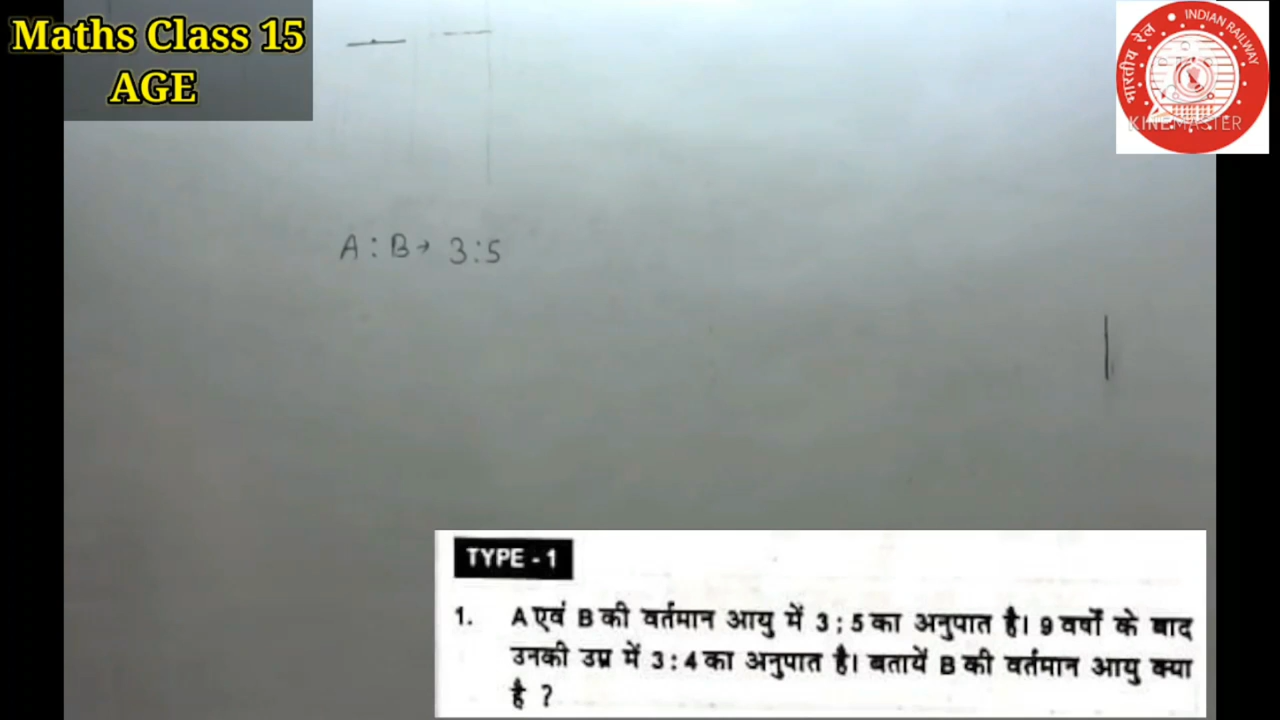 Maths Class 15
AGE
भारतीय रेल INDIAN RAILWAY
KINEMASTER
A : B → 3:5
TYPE - 1
1. A एवं B की वर्तमान आयु में 3 : 5 का अनुपात है। 9 वर्षों के बाद
उनकी उम्र में 3 : 4 का अनुपात है। बतायें B की वर्तमान आयु क्या
है ?